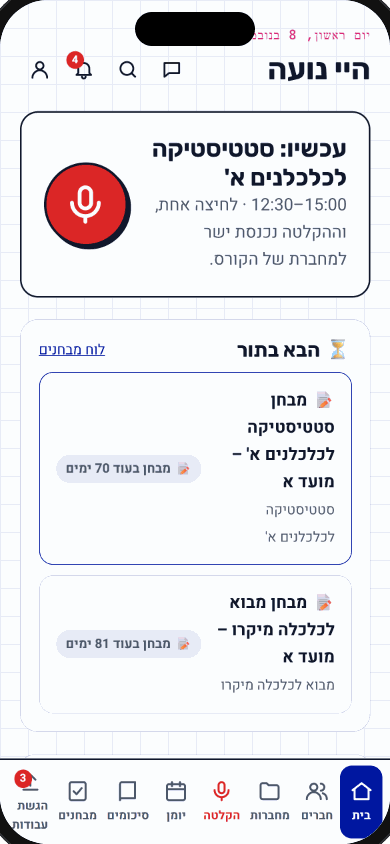 יום ראשון, 8 בנובמ
היי נועה
4
עכשיו: סטטיסטיקה
לכלכלנים א'
12:30–15:00 · לחיצה אחת,
וההקלטה נכנסת ישר
למחברת של הקורס.
⏳ הבא בתור
לוח מבחנים
📝 מבחן
סטטיסטיקה
לכלכלנים א' –
מועד א
סטטיסטיקה
לכלכלנים א'
📝 מבחן בעוד 70 ימים
📝 מבחן מבוא
לכלכלה מיקרו –
מועד א
מבוא לכלכלה מיקרו
📝 מבחן בעוד 81 ימים
בית
חברים
מחברות
הקלטה
יומן
סיכומים
מבחנים
3
הגשת
עבודות